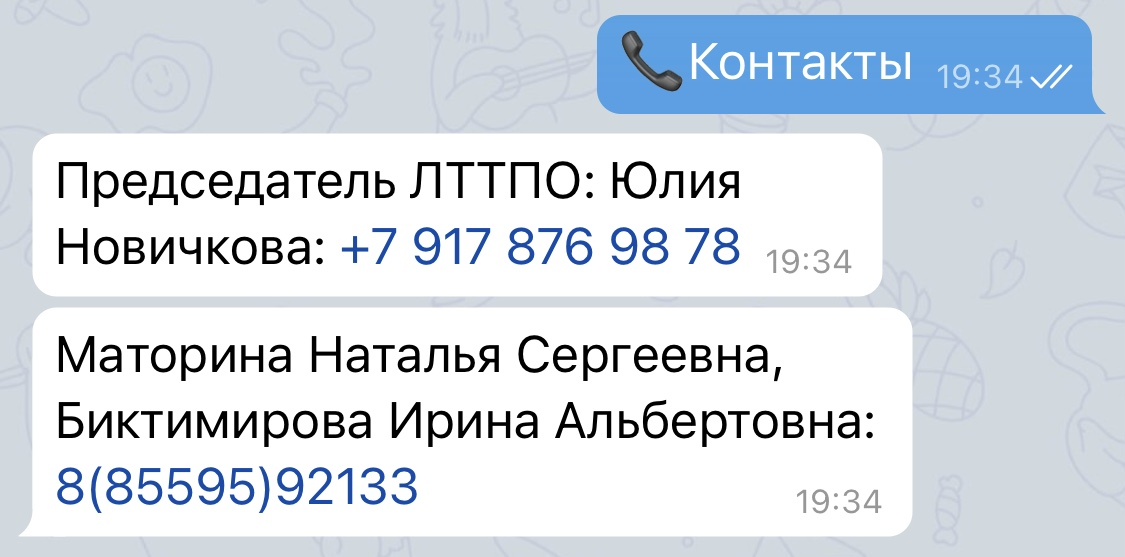 📞Контакты 19:34
Председатель ЛТТПО: Юлия
Новичкова: +7 917 876 98 78 19:34
Маторина Наталья Сергеевна,
Биктимирова Ирина Альбертовна:
8(85595)92133 19:34